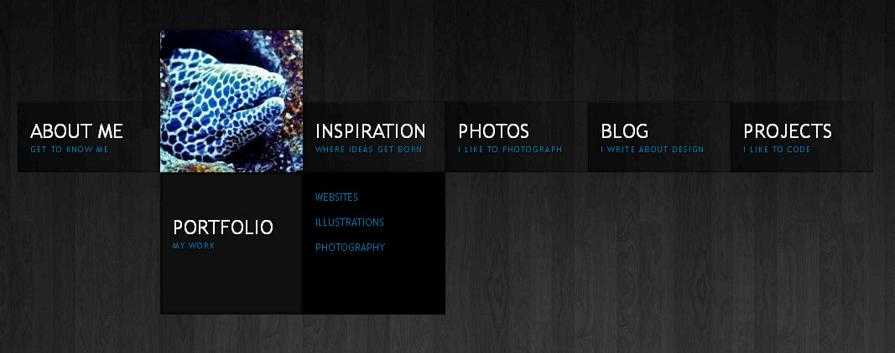 ABOUT ME
GET TO KNOW ME
INSPIRATION
WHERE IDEAS GET BORN
PHOTOS
I LIKE TO PHOTOGRAPH
BLOG
I WRITE ABOUT DESIGN
PROJECTS
I LIKE TO CODE
PORTFOLIO
MY WORK
WEBSITES
ILLUSTRATIONS
PHOTOGRAPHY